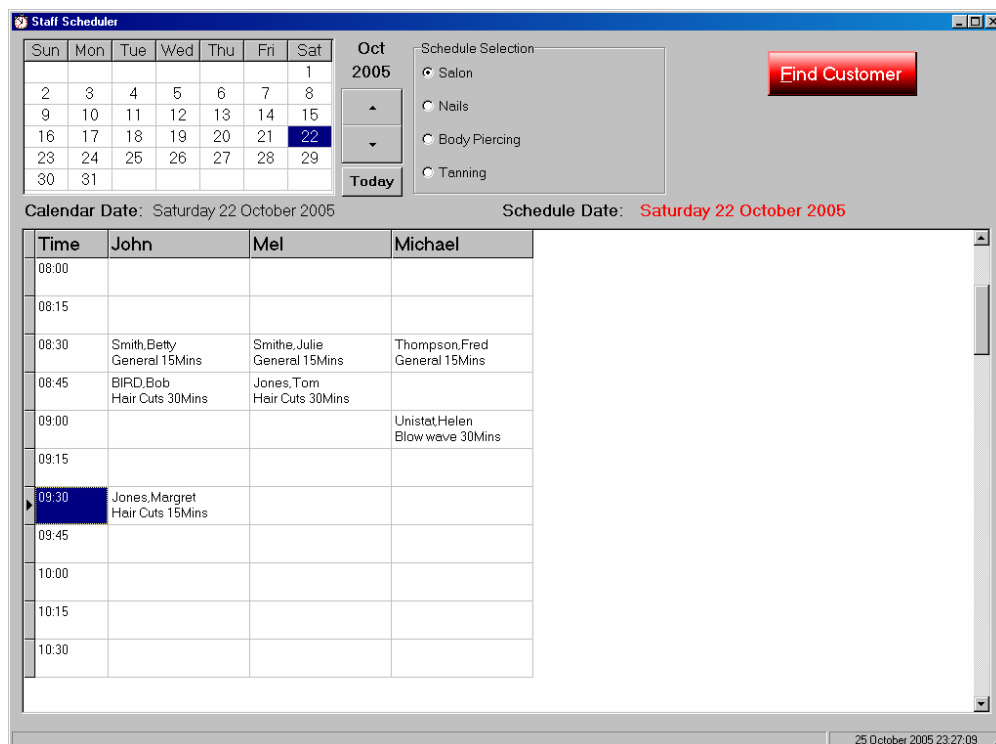 Staff Scheduler
Sun Mon Tue Wed Thu Fri Sat
1
2 3 4 5 6 7 8
9 10 11 12 13 14 15
16 17 18 19 20 21 22
23 24 25 26 27 28 29
30 31
Oct
2005
Today
Schedule Selection
Salon
Nails
Body Piercing
Tanning
Find Customer
Calendar Date: Saturday 22 October 2005
Schedule Date: Saturday 22 October 2005
Time John Mel Michael
08:00
08:15
08:30 Smith,Betty Smithe,Julie Thompson,Fred
General 15Mins General 15Mins General 15Mins
08:45 BIRD,Bob Jones,Tom
Hair Cuts 30Mins Hair Cuts 30Mins
09:00 Unistat,Helen
Blow wave 30Mins
09:15
09:30 Jones,Margret
Hair Cuts 15Mins
09:45
10:00
10:15
10:30
25 October 2005 23:27:09